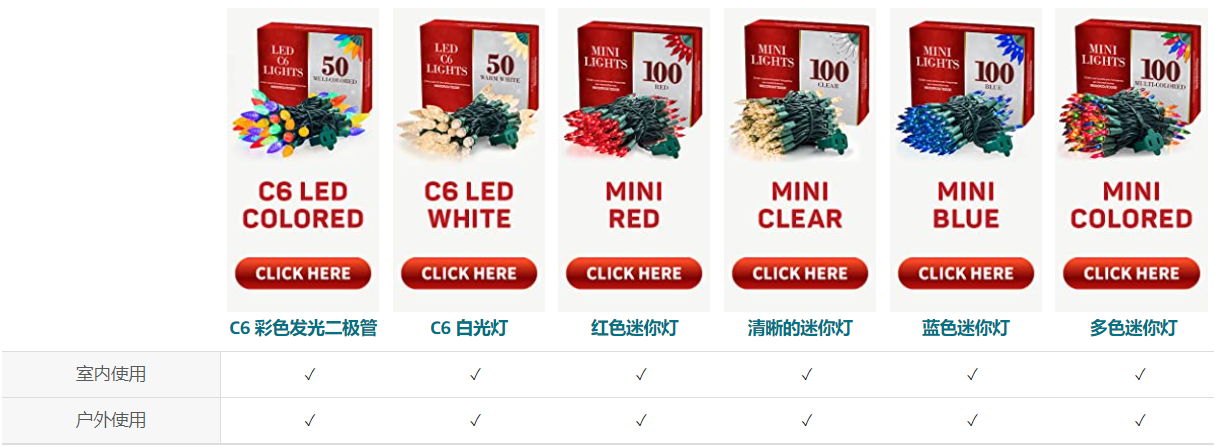 LED
C6
LIGHTS
50
MULTI-COLORED
LED
C6
LIGHTS
50
WARM WHITE
MINI
LIGHTS
100
RED
MINI
LIGHTS
100
CLEAR
MINI
LIGHTS
100
BLUE
MINI
LIGHTS
100
MULTI-COLORED
C6 LED
COLORED
C6 LED
WHITE
MINI
RED
MINI
CLEAR
MINI
BLUE
MINI
COLORED
CLICK HERE
CLICK HERE
CLICK HERE
CLICK HERE
CLICK HERE
CLICK HERE
C6 彩色发光二极管
C6 白光灯
红色迷你灯
清晰的迷你灯
蓝色迷你灯
多色迷你灯
室内使用 ✓ ✓ ✓ ✓ ✓ ✓
户外使用 ✓ ✓ ✓ ✓ ✓ ✓